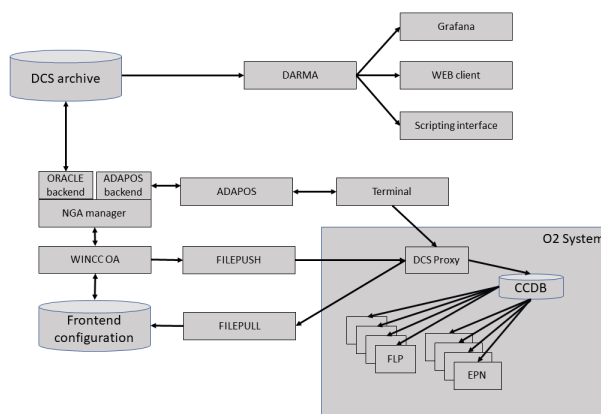 Grafana
DCS archive
DARMA
WEB client
Scripting interface
ORACLE
backend
ADAPOS
backend
ADAPOS
Terminal
NGA manager
O2 System
WINCC OA
FILEPUSH
DCS Proxy
CCDB
Frontend
configuration
FILEPULL
FLP
EPN